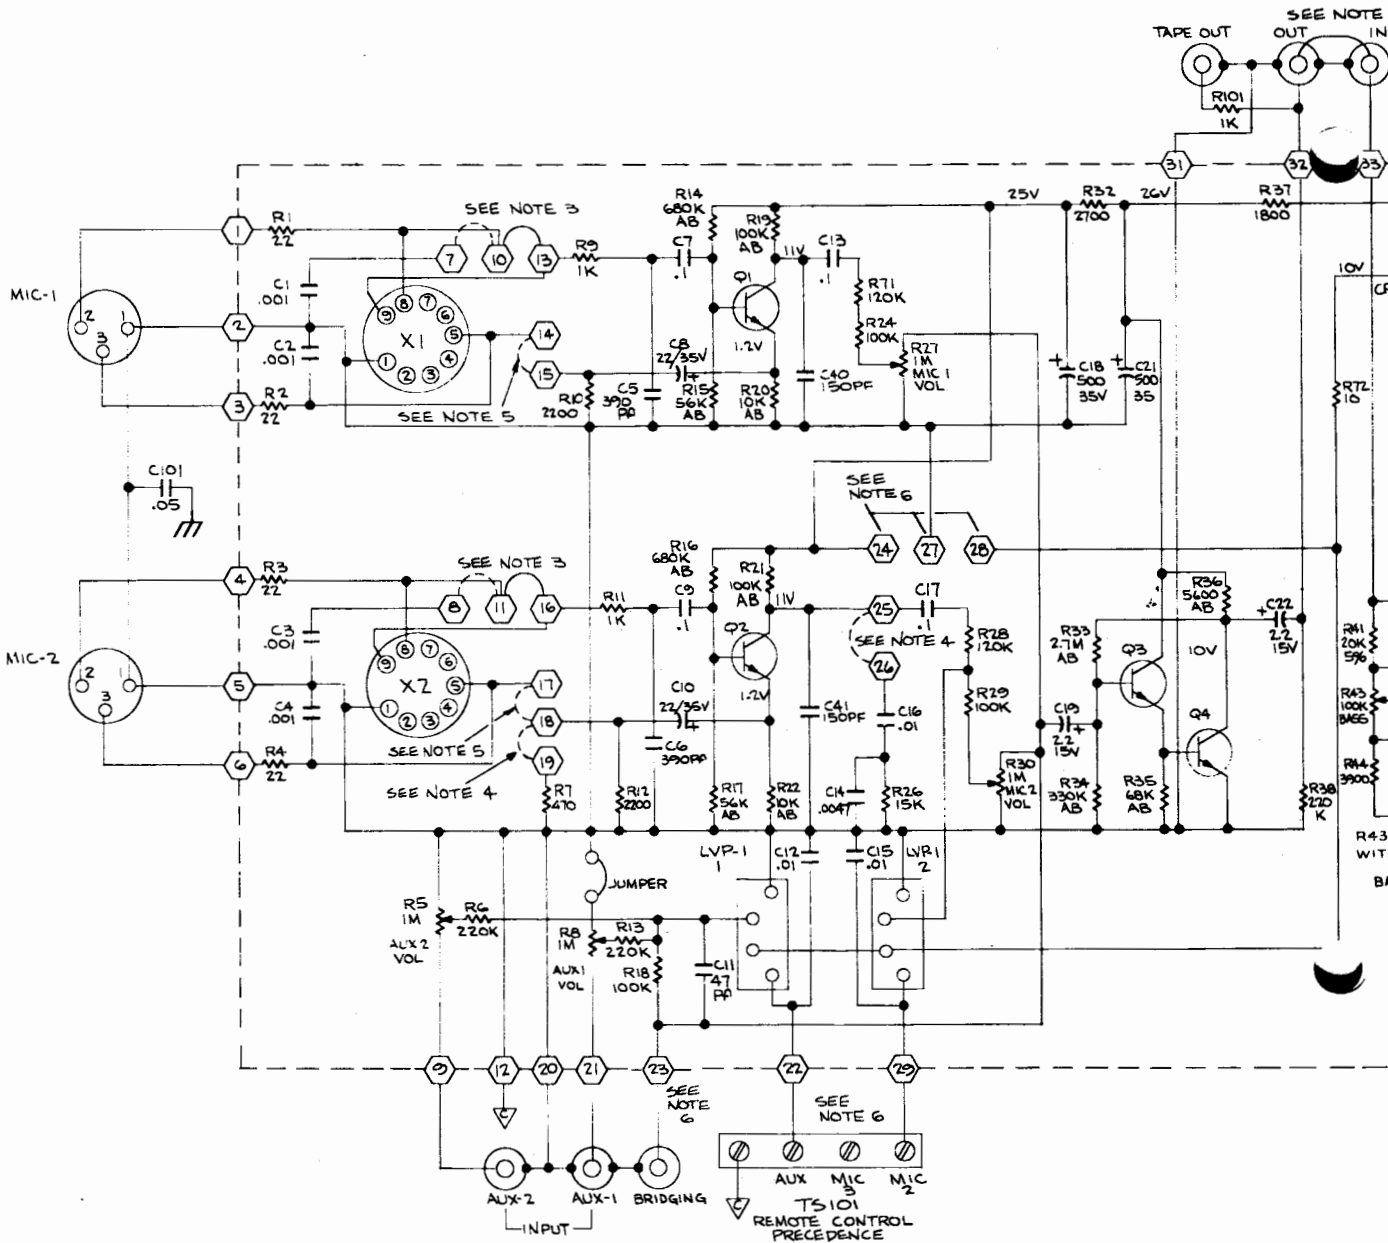 SEE NOTE
TAPE OUT
OUT
IN
R101
1K
31
32
33
R14
680K
AB
R19
100K
AB
25V
R32
2700
26V
R37
1800
SEE NOTE 3
1
R1
22
7
10
13
R9
1K
C7
.1
11V
C13
.1
10V
MIC-1
2
1
3
C1
.001
2
C2
.001
9
8
7
6
5
4
3
2
1
X1
14
15
Q1
1.2V
R71
120K
R24
100K
R27
1M
MIC 1
VOL
C18
500
35V
C21
500
35
R72
10
3
R2
22
SEE NOTE 5
R10
2200
C5
390
PF
C8
22/35V
R15
56K
AB
R20
10K
AB
C40
150PF
C101
.05
SEE
NOTE
6
24
27
28
4
R3
22
SEE NOTE 3
8
11
16
R11
1K
R16
680K
AB
C9
.1
R21
100K
AB
11V
25
C17
.1
R36
5600
AB
C22
2.2
15V
MIC-2
2
1
3
C3
.001
5
C4
.001
9
8
7
6
5
4
3
2
1
X2
17
18
19
SEE NOTE 5
SEE NOTE 4
Q2
1.2V
C10
22/35V
C6
390PF
C41
150PF
SEE NOTE 4
26
C16
.01
R28
120K
R29
100K
R33
2.7M
AB
Q3
10V
Q4
R41
20K
5%
R43
100K
BASS
R44
3900
6
R4
22
R7
470
R12
2200
R17
56K
AB
R22
10K
AB
C14
.0047
R26
15K
R30
1M
MIC 2
VOL
C19
2.2
15V
R34
330K
AB
R35
68K
AB
R38
220
K
LVP-1
1
C12
.01
C15
.01
LVR1
2
R43
WIT
BA
JUMPER
R5
1M
AUX 2
VOL
R6
220K
R8
1M
AUX 1
VOL
R13
220K
R18
100K
C11
47
PF
9
12
20
21
23
22
29
SEE
NOTE
6
C
SEE
NOTE 6
AUX-2
AUX-1
BRIDGING
INPUT
C
AUX
MIC
3
MIC
2
TS101
REMOTE CONTROL
PRECEDENCE